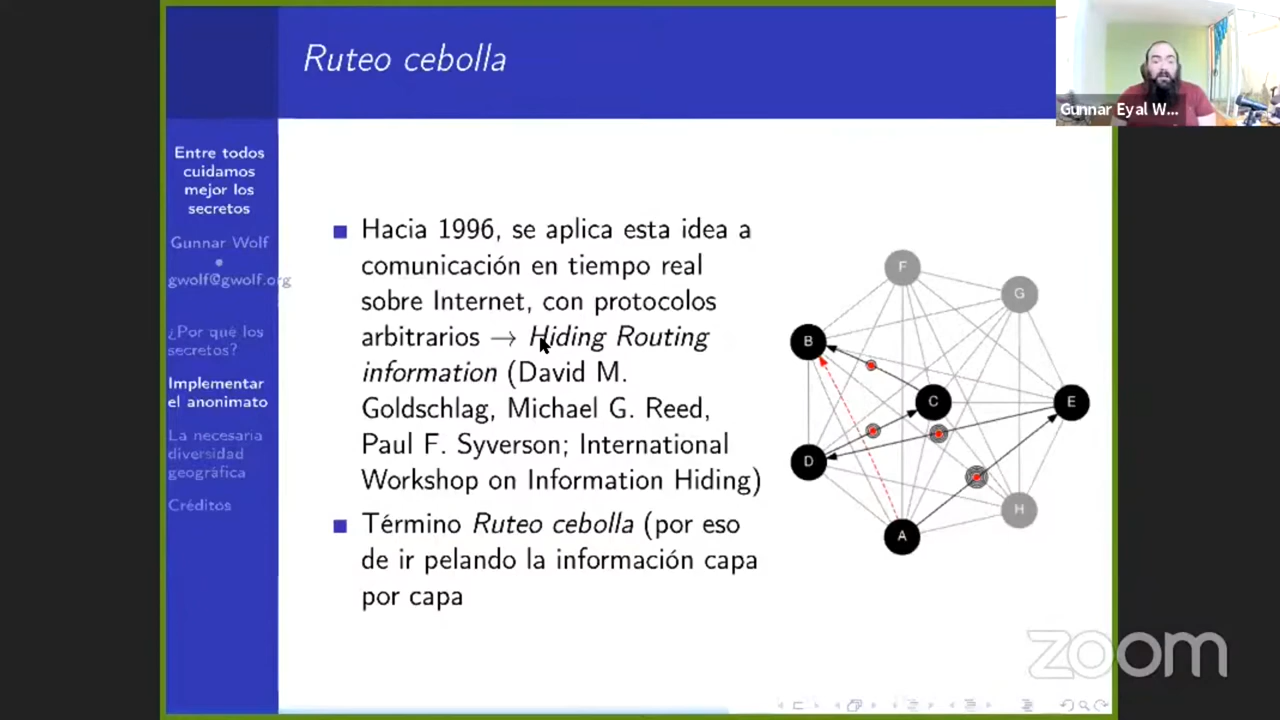 Ruteo cebolla
Gunnar Eyal W...
Entre todos
cuidamos
mejor los
secretos
Gunnar Wolf
gwolf@gwolf.org
¿Por qué los
secretos?
Implementar
el anonimato
La necesaria
diversidad
geográfica
Créditos
Hacia 1996, se aplica esta idea a
comunicación en tiempo real
sobre Internet, con protocolos
arbitrarios → Hiding Routing
information (David M.
Goldschlag, Michael G. Reed,
Paul F. Syverson; International
Workshop on Information Hiding)
Término Ruteo cebolla (por eso
de ir pelando la información capa
por capa
F
G
B
C
E
D
H
A
zoom